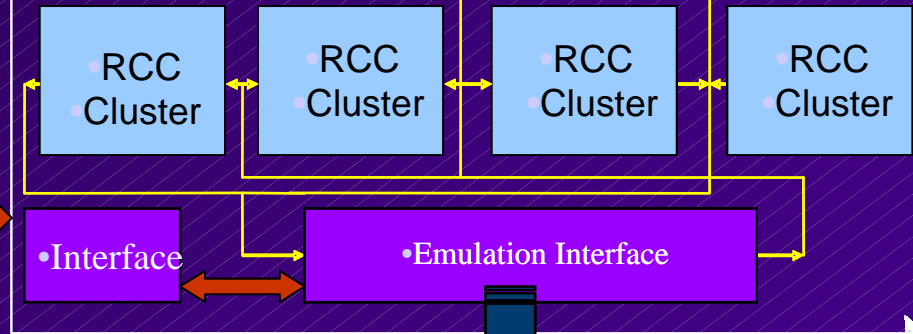 •RCC
•Cluster
•RCC
•Cluster
•RCC
•Cluster
•RCC
•Cluster
•Interface
•Emulation Interface